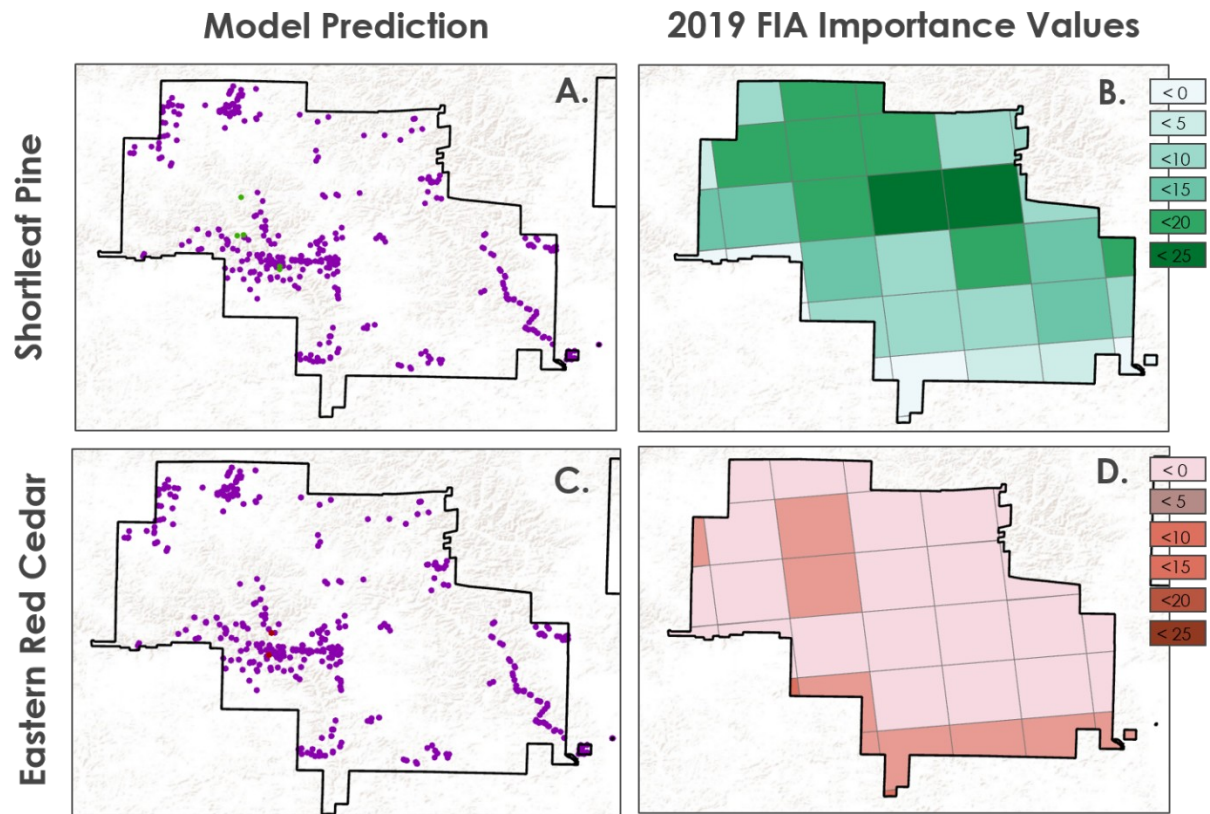 Model Prediction
2019 FIA Importance Values
Shortleaf Pine
A.
B.
< 0
< 5
<10
<15
<20
< 25
Eastern Red Cedar
C.
D.
< 0
< 5
<10
<15
<20
< 25